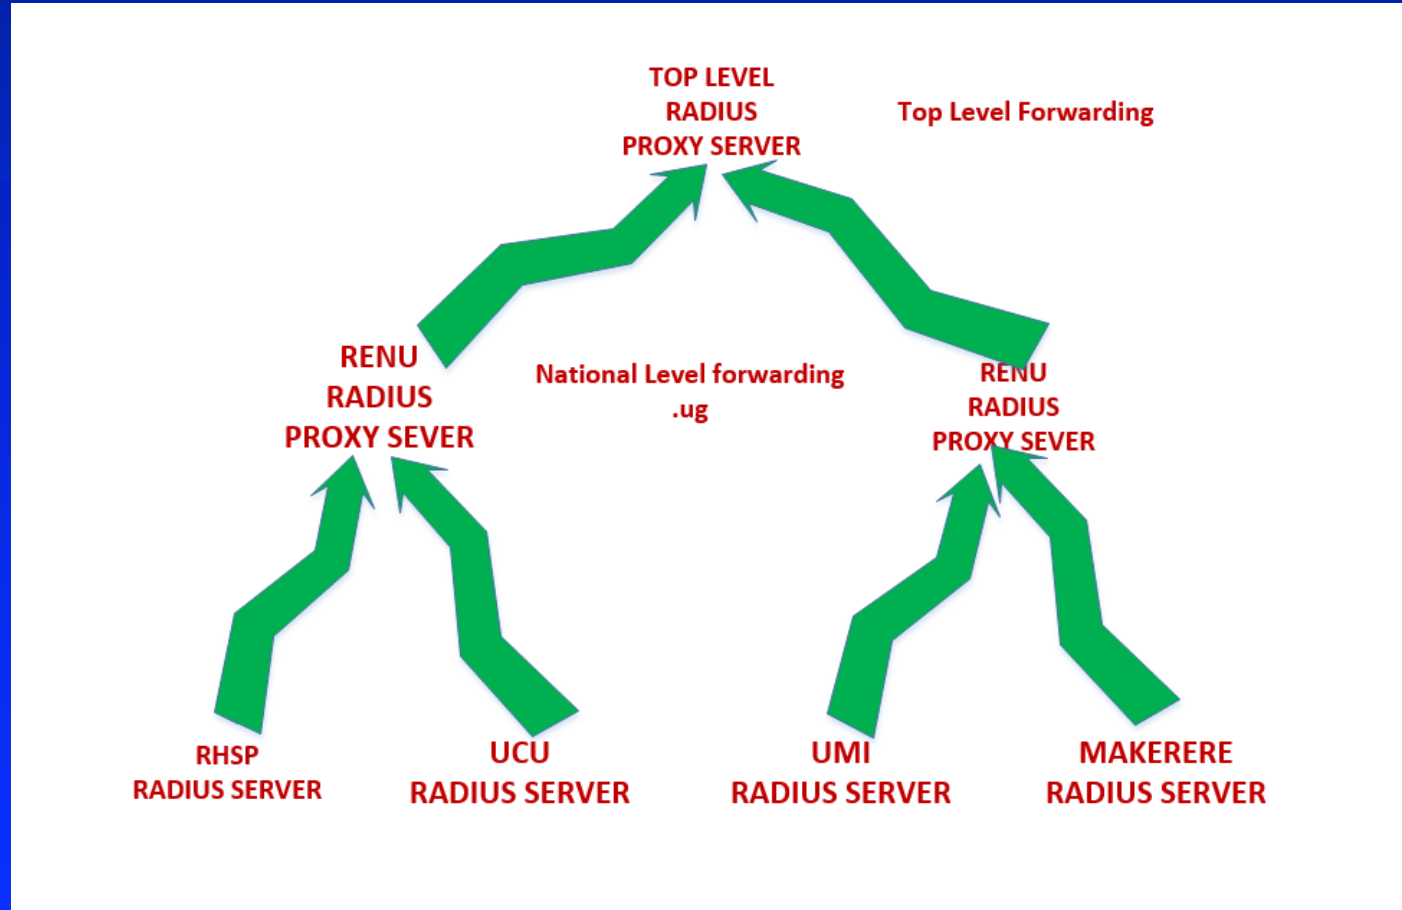 TOP LEVEL
RADIUS
PROXY SERVER
Top Level Forwarding
RENU
RADIUS
PROXY SEVER
National Level forwarding
.ug
RENU
RADIUS
PROXY SEVER
RHSP
RADIUS SERVER
UCU
RADIUS SERVER
UMI
RADIUS SERVER
MAKERERE
RADIUS SERVER